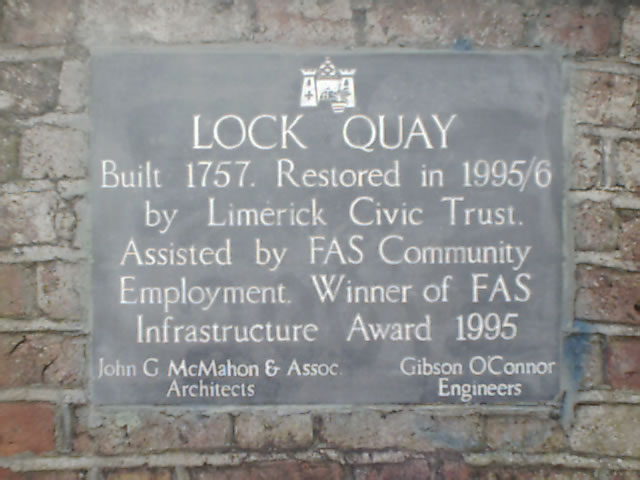 LOCK QUAY
Built 1757. Restored in 1995/6
by Limerick Civic Trust.
Assisted by FAS Community
Employment. Winner of FAS
Infrastructure Award 1995
John G McMahon & Assoc.
Architects
Gibson O'Connor
Engineers